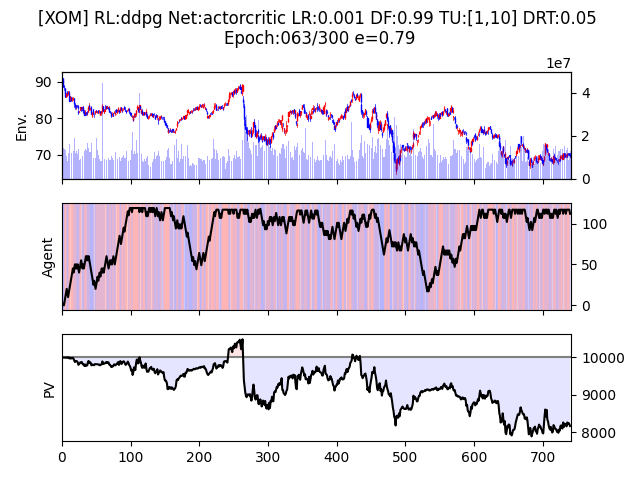 [XOM] RL:ddpg Net:actorcritic LR:0.001 DF:0.99 TU:[1,10] DRT:0.05
Epoch:063/300 e=0.79
1e7
90
80
70
Env.
4
2
0
Agent
100
50
0
PV
10000
9000
8000
0 100 200 300 400 500 600 700